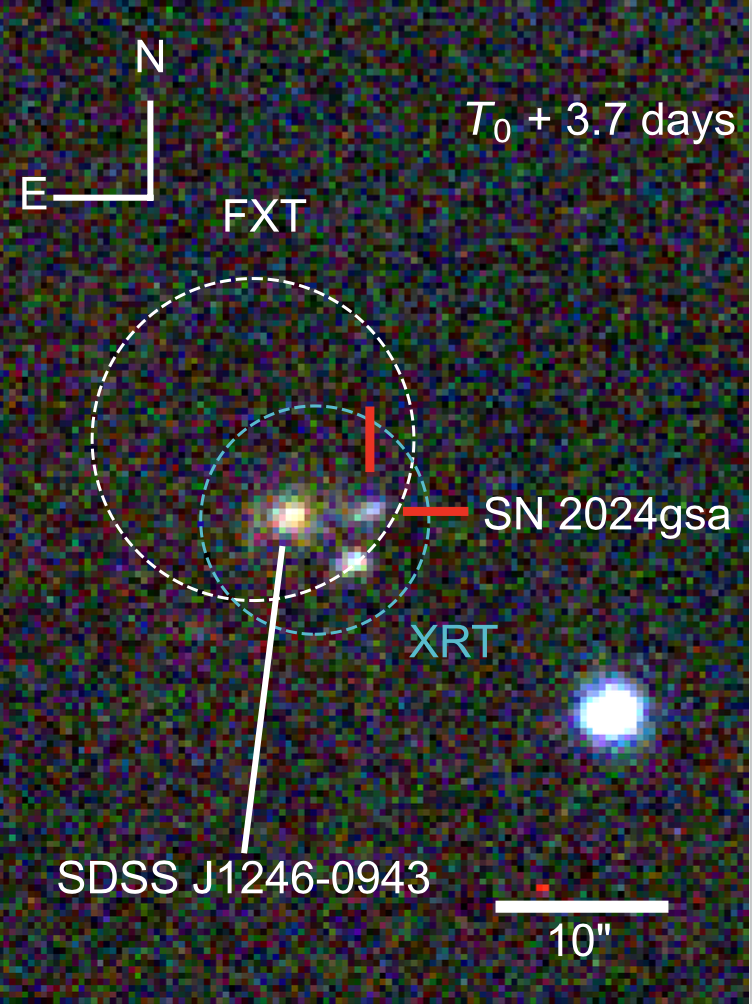 N
T₀ + 3.7 days
E
FXT
SN 2024gsa
XRT
SDSS J1246-0943
10"